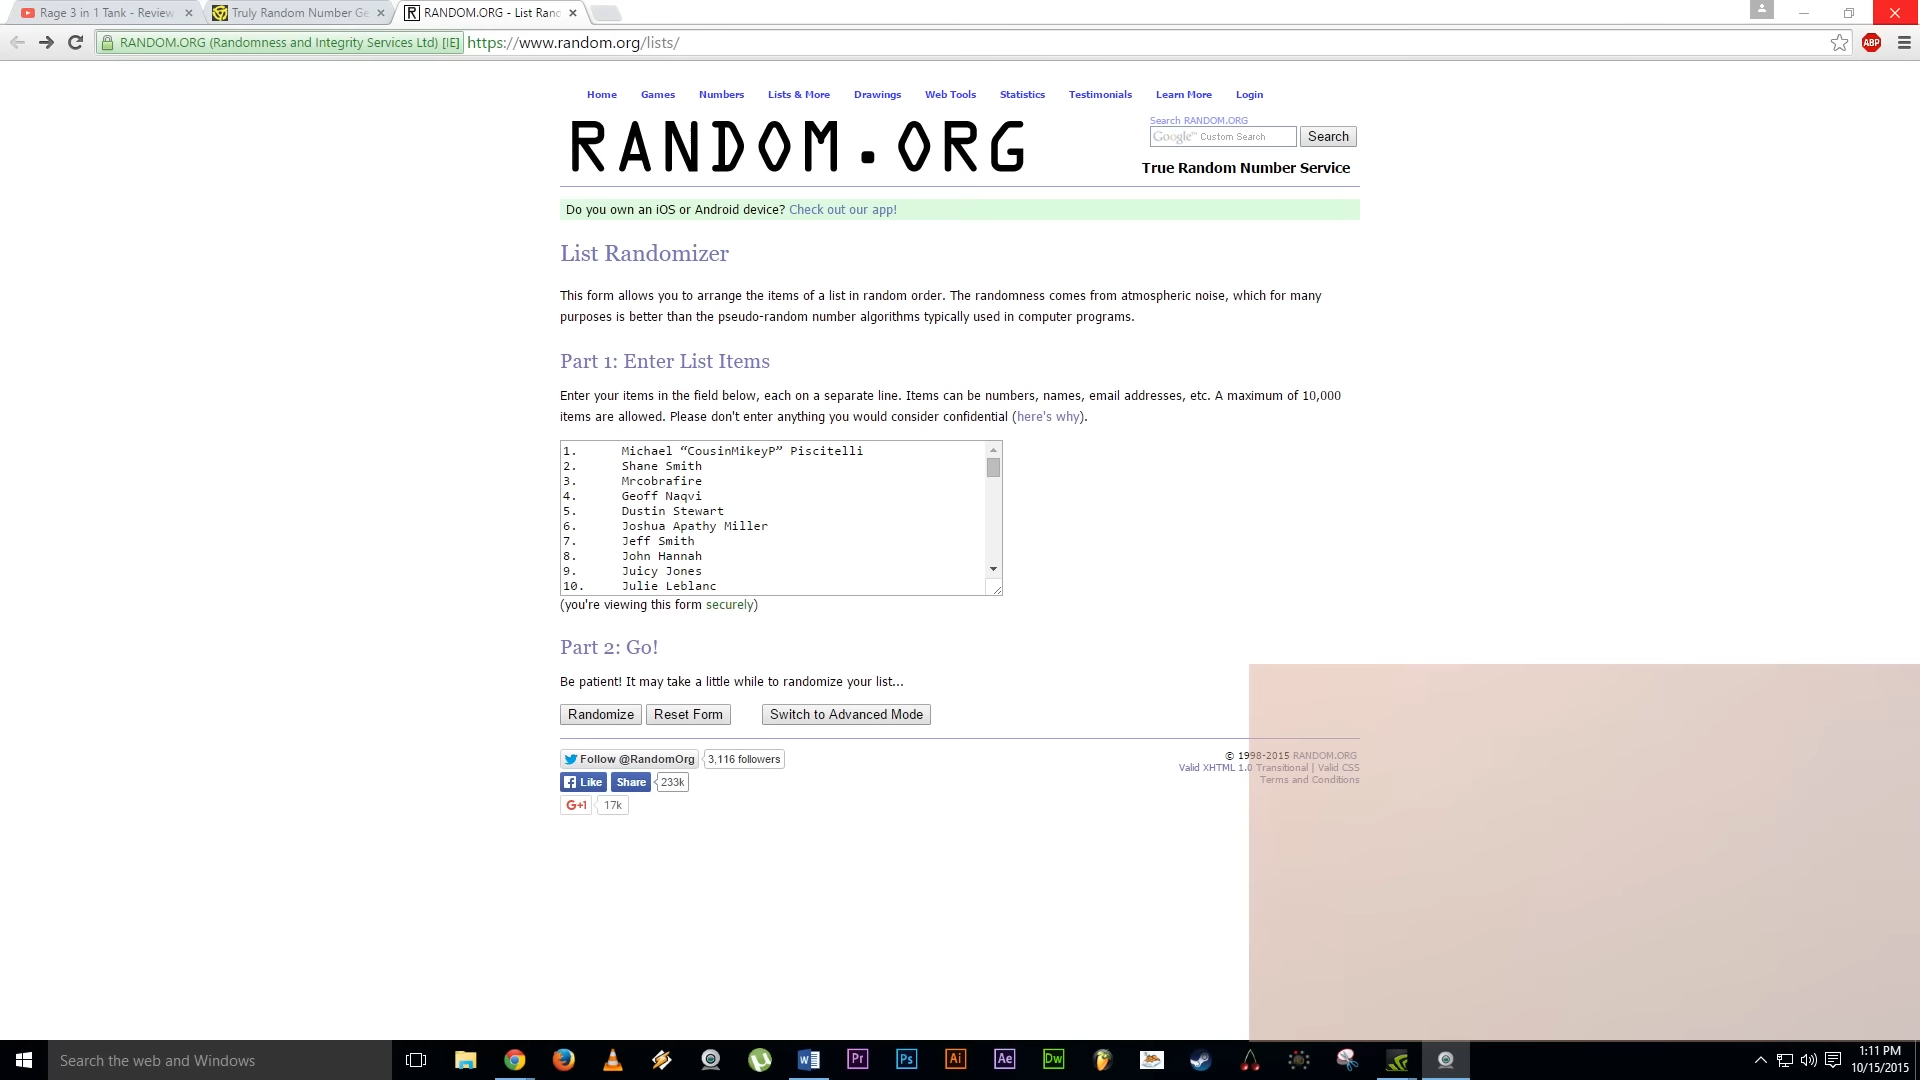 Rage 3 in 1 Tank - Review
Truly Random Number Ge
RANDOM.ORG - List Rand
RANDOM.ORG (Randomness and Integrity Services Ltd) [IE] https://www.random.org/lists/
ABP
Home Games Numbers Lists & More Drawings Web Tools Statistics Testimonials Learn More Login
RANDOM.ORG
Search RANDOM.ORG
Google™ Custom Search Search
True Random Number Service
Do you own an iOS or Android device? Check out our app!
List Randomizer
This form allows you to arrange the items of a list in random order. The randomness comes from atmospheric noise, which for many
purposes is better than the pseudo-random number algorithms typically used in computer programs.
Part 1: Enter List Items
Enter your items in the field below, each on a separate line. Items can be numbers, names, email addresses, etc. A maximum of 10,000
items are allowed. Please don't enter anything you would consider confidential (here's why).
1. Michael “CousinMikeyP” Piscitelli
2. Shane Smith
3. Mrcobrafire
4. Geoff Naqvi
5. Dustin Stewart
6. Joshua Apathy Miller
7. Jeff Smith
8. John Hannah
9. Juicy Jones
10. Julie Leblanc
(you're viewing this form securely)
Part 2: Go!
Be patient! It may take a little while to randomize your list...
Randomize Reset Form Switch to Advanced Mode
Follow @RandomOrg 3,116 followers
Like Share 233k
G+1 17k
© 1998-2015 RANDOM.ORG
Valid XHTML 1.0 Transitional | Valid CSS
Terms and Conditions
Search the web and Windows
Pr
Ps
Ai
Ae
Dw
1:11 PM
10/15/2015